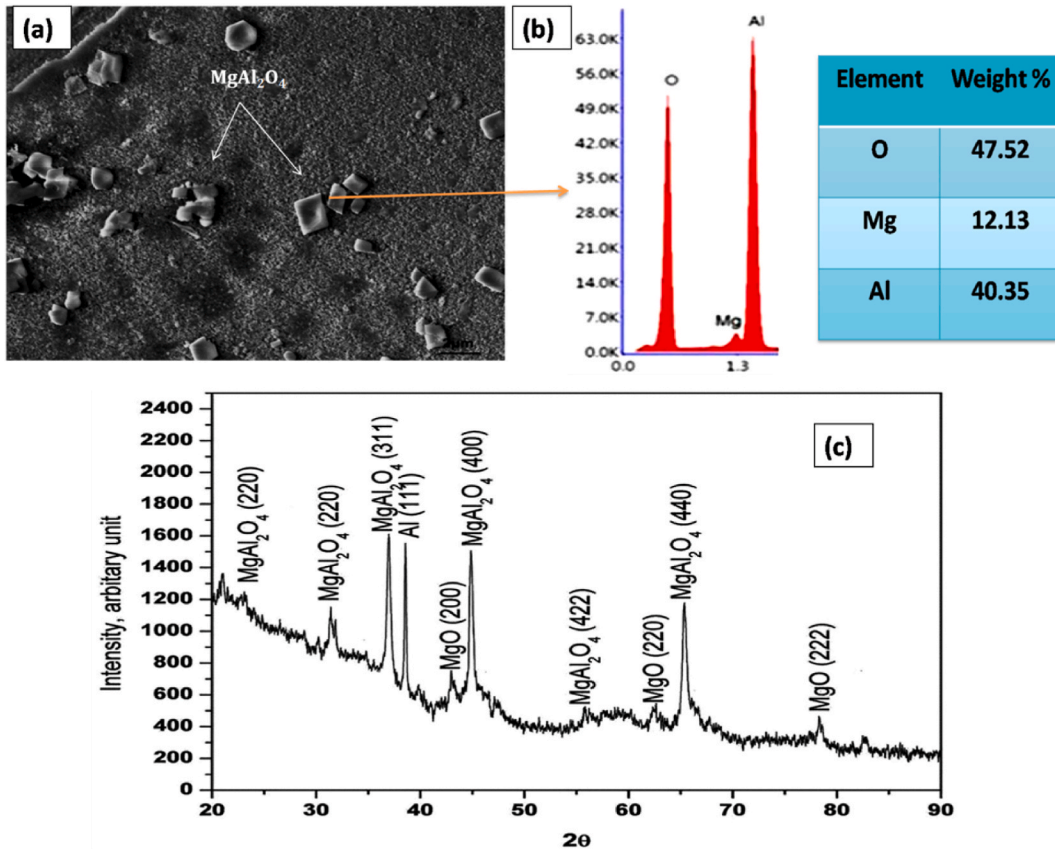 (a)
MgAl₂O₄
2µm
(b)
63.0K
56.0K
49.0K
42.0K
35.0K
28.0K
21.0K
14.0K
7.0K
0.0K
O
Mg
Al
0.0 1.3
Element Weight %
O 47.52
Mg 12.13
Al 40.35
(c)
Intensity, arbitary unit
2400
2200
2000
1800
1600
1400
1200
1000
800
600
400
200
0
MgAl₂O₄ (220)
MgAl₂O₄ (220)
MgAl₂O₄ (311)
Al (111)
MgO (200)
MgAl₂O₄ (400)
MgAl₂O₄ (422)
MgO (220)
MgAl₂O₄ (440)
MgO (222)
20 30 40 50 60 70 80 90
2θ